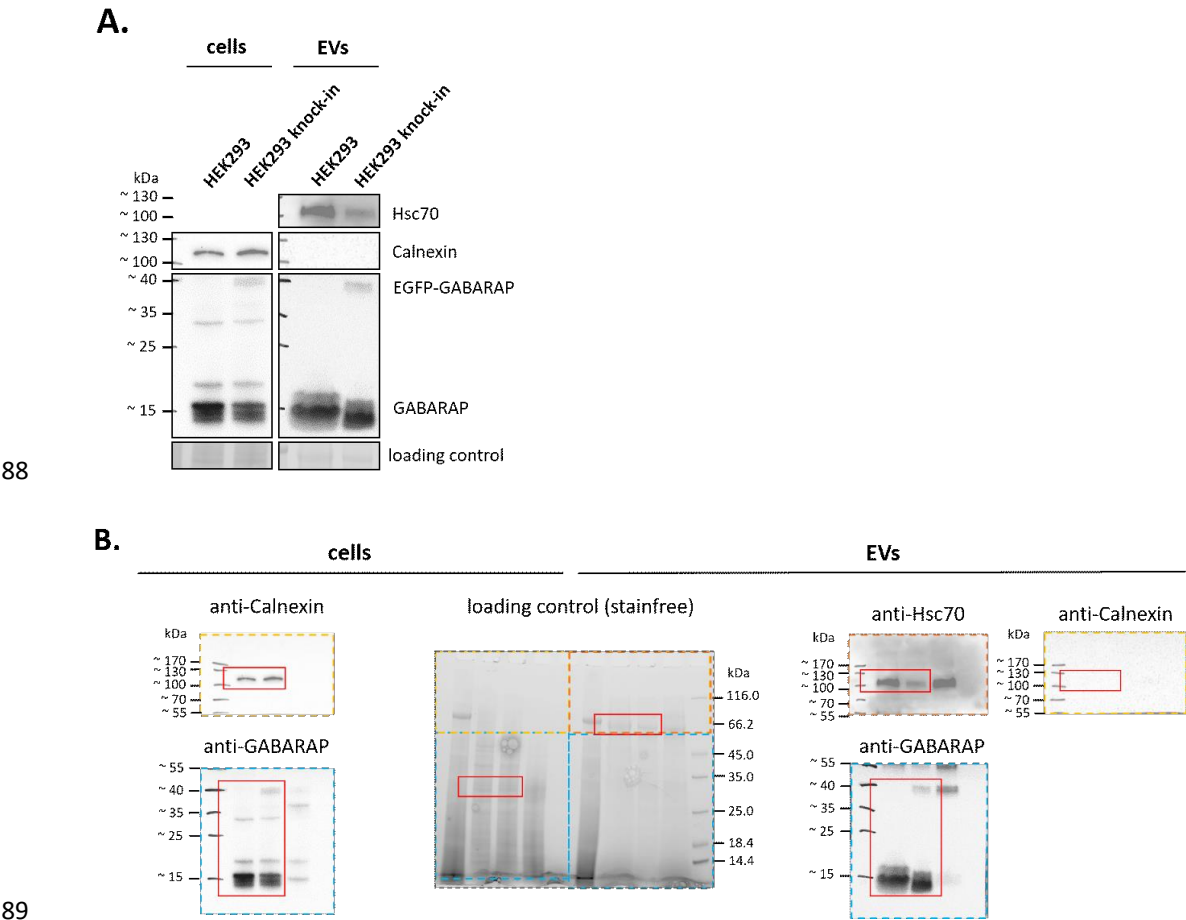 A.
cells EVs
HEK293 HEK293 knock-in HEK293 HEK293 knock-in
kDa
~ 130
~ 100 Hsc70
~ 130
~ 100 Calnexin
~ 40 EGFP-GABARAP
~ 35
~ 25
~ 15 GABARAP
loading control
88
B.
cells EVs
anti-Calnexin loading control (stainfree) anti-Hsc70 anti-Calnexin
kDa
~ 170
~ 130
~ 100
~ 70
~ 55
anti-GABARAP
~ 55
~ 40
~ 35
~ 25
~ 15
kDa
116.0
66.2
45.0
35.0
25.0
18.4
14.4
kDa
~ 170
~ 130
~ 100
~ 70
~ 55
kDa
~ 170
~ 130
~ 100
~ 70
~ 55
anti-GABARAP
~ 55
~ 40
~ 35
~ 25
~ 15
89